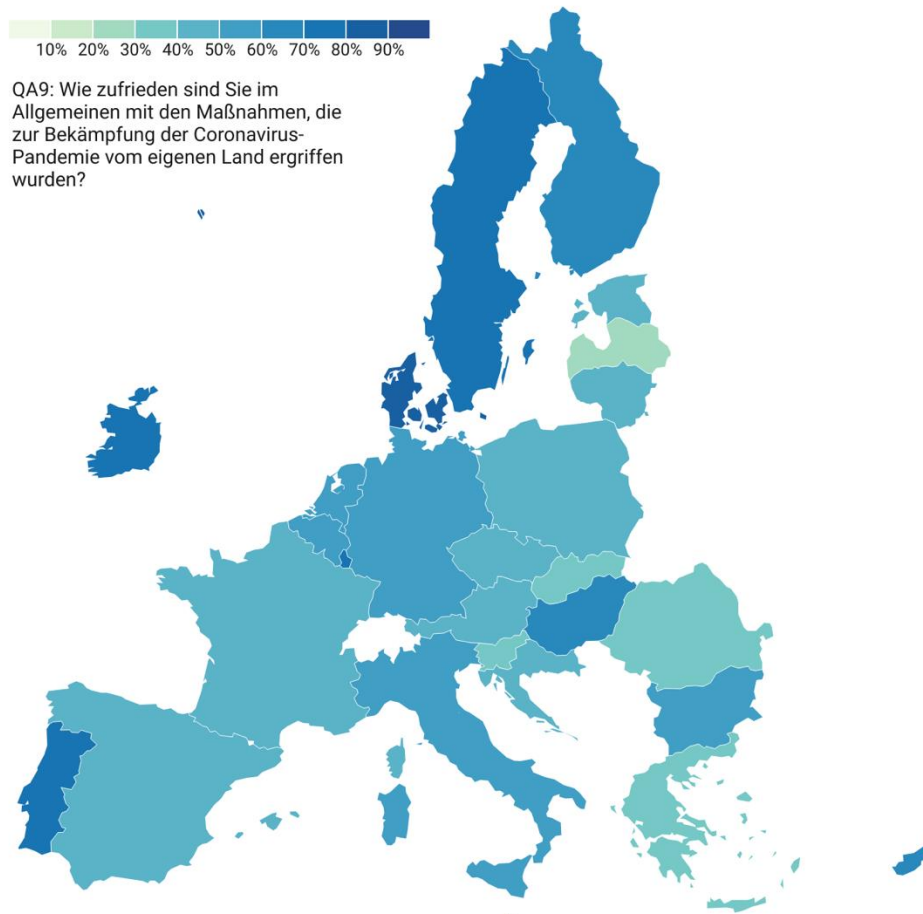 10% 20% 30% 40% 50% 60% 70% 80% 90%
QA9: Wie zufrieden sind Sie im
Allgemeinen mit den Maßnahmen, die
zur Bekämpfung der Coronavirus-
Pandemie vom eigenen Land ergriffen
wurden?